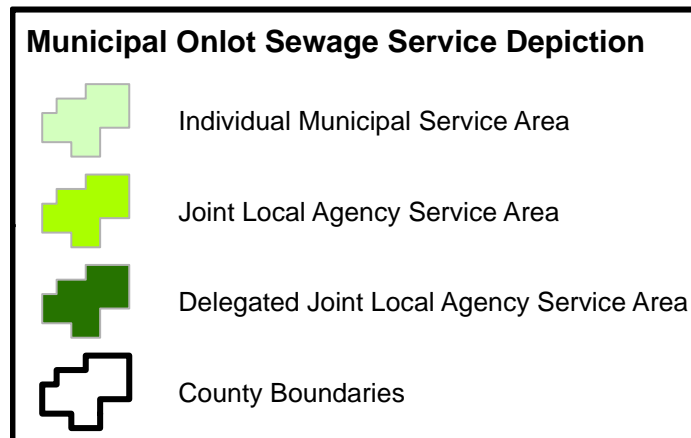 Municipal Onlot Sewage Service Depiction
Individual Municipal Service Area
Joint Local Agency Service Area
Delegated Joint Local Agency Service Area
County Boundaries